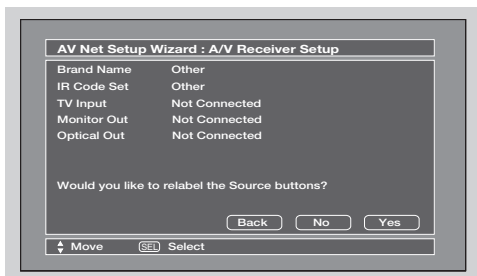 AV Net Setup Wizard : A/V Receiver Setup
Brand Name Other
IR Code Set Other
TV Input Not Connected
Monitor Out Not Connected
Optical Out Not Connected
Would you like to relabel the Source buttons?
Back No Yes
Move SEL Select